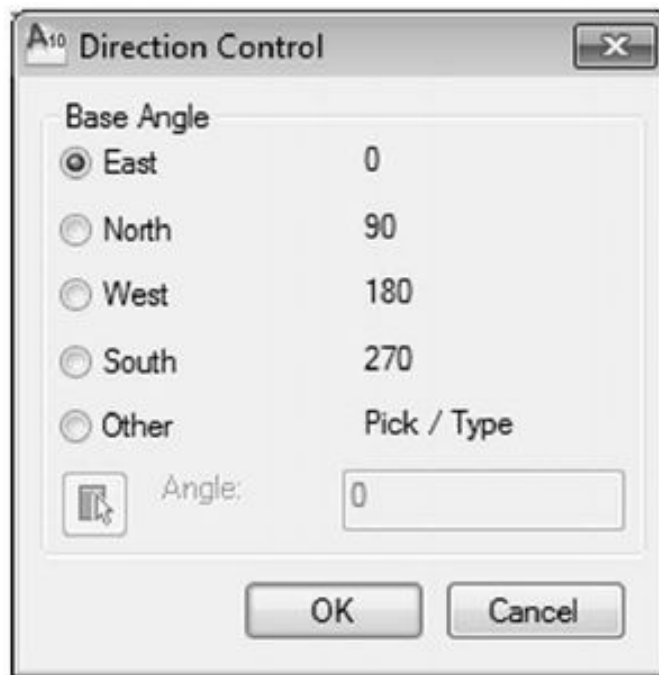 A10 Direction Control
Base Angle
East 0
North 90
West 180
South 270
Other Pick / Type
Angle: 0
OK Cancel